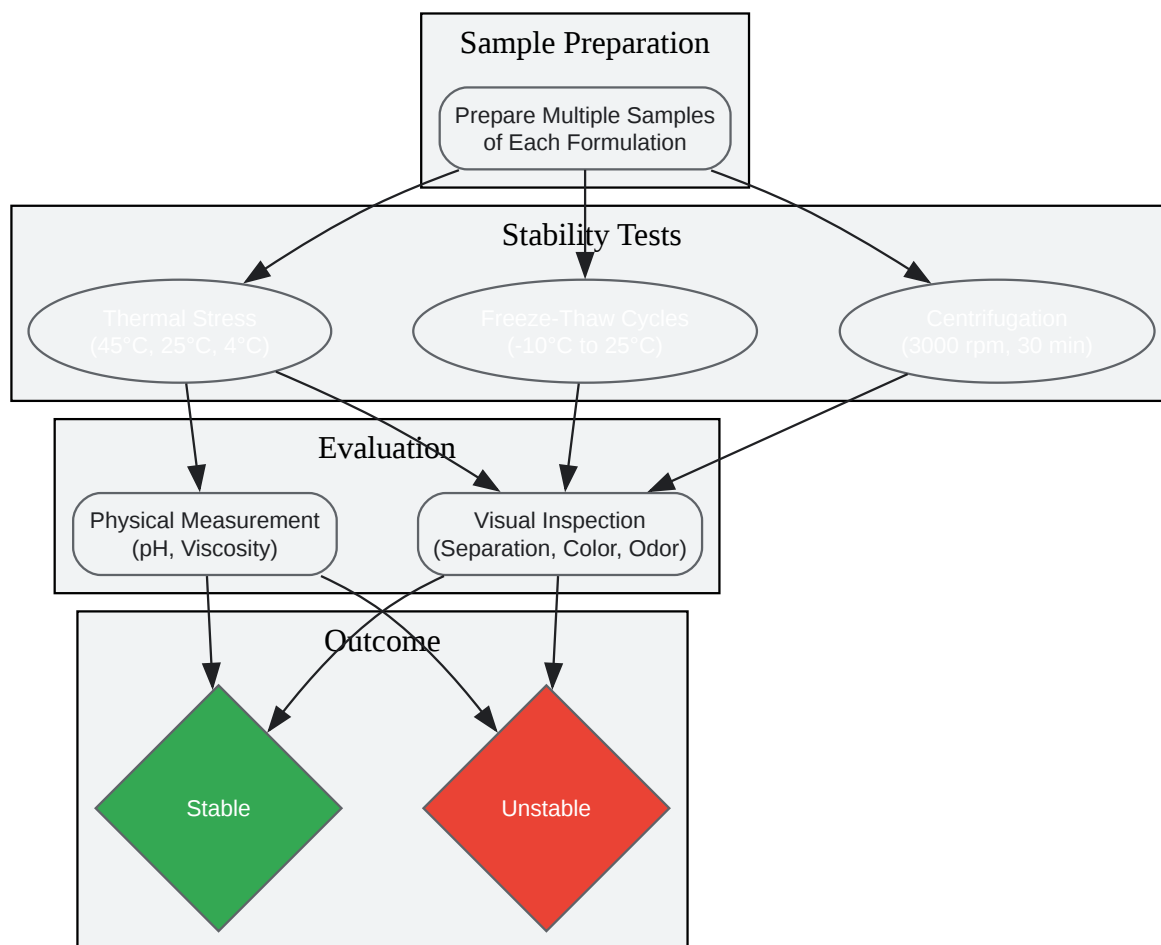 Sample Preparation
Prepare Multiple Samples
of Each Formulation
Stability Tests
Thermal Stress
(45°C, 25°C, 4°C)
Freeze-Thaw Cycles
(-10°C to 25°C)
Centrifugation
(3000 rpm, 30 min)
Evaluation
Physical Measurement
(pH, Viscosity)
Visual Inspection
(Separation, Color, Odor)
Outcome
Stable
Unstable